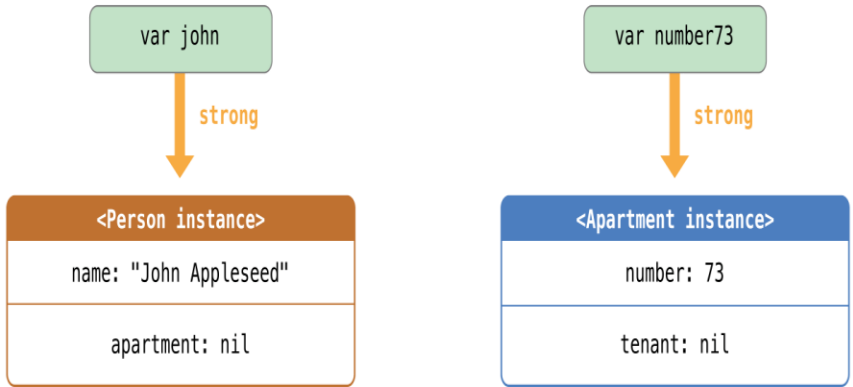 var john
var number73
strong
strong
<Person instance>
<Apartment instance>
name: "John Appleseed"
number: 73
apartment: nil
tenant: nil